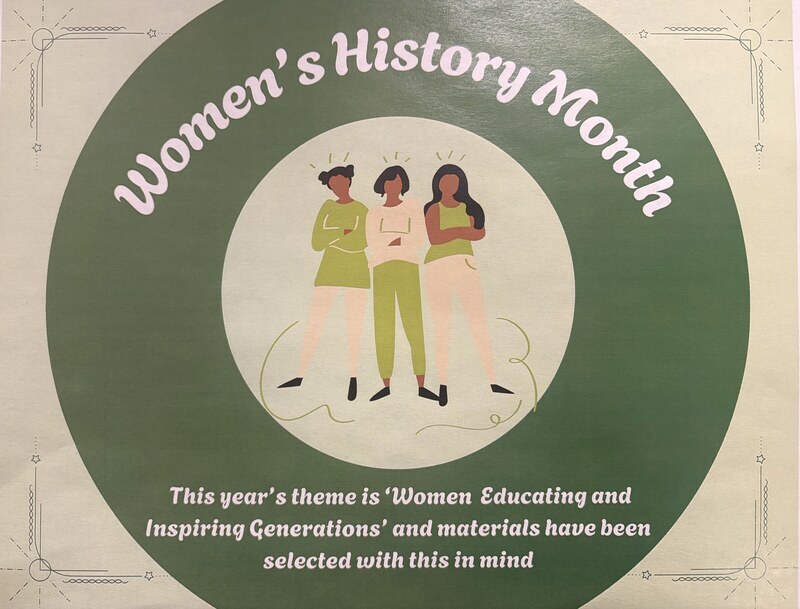 Women's History Month
This year's theme is 'Women Educating and
Inspiring Generations' and materials have been
selected with this in mind